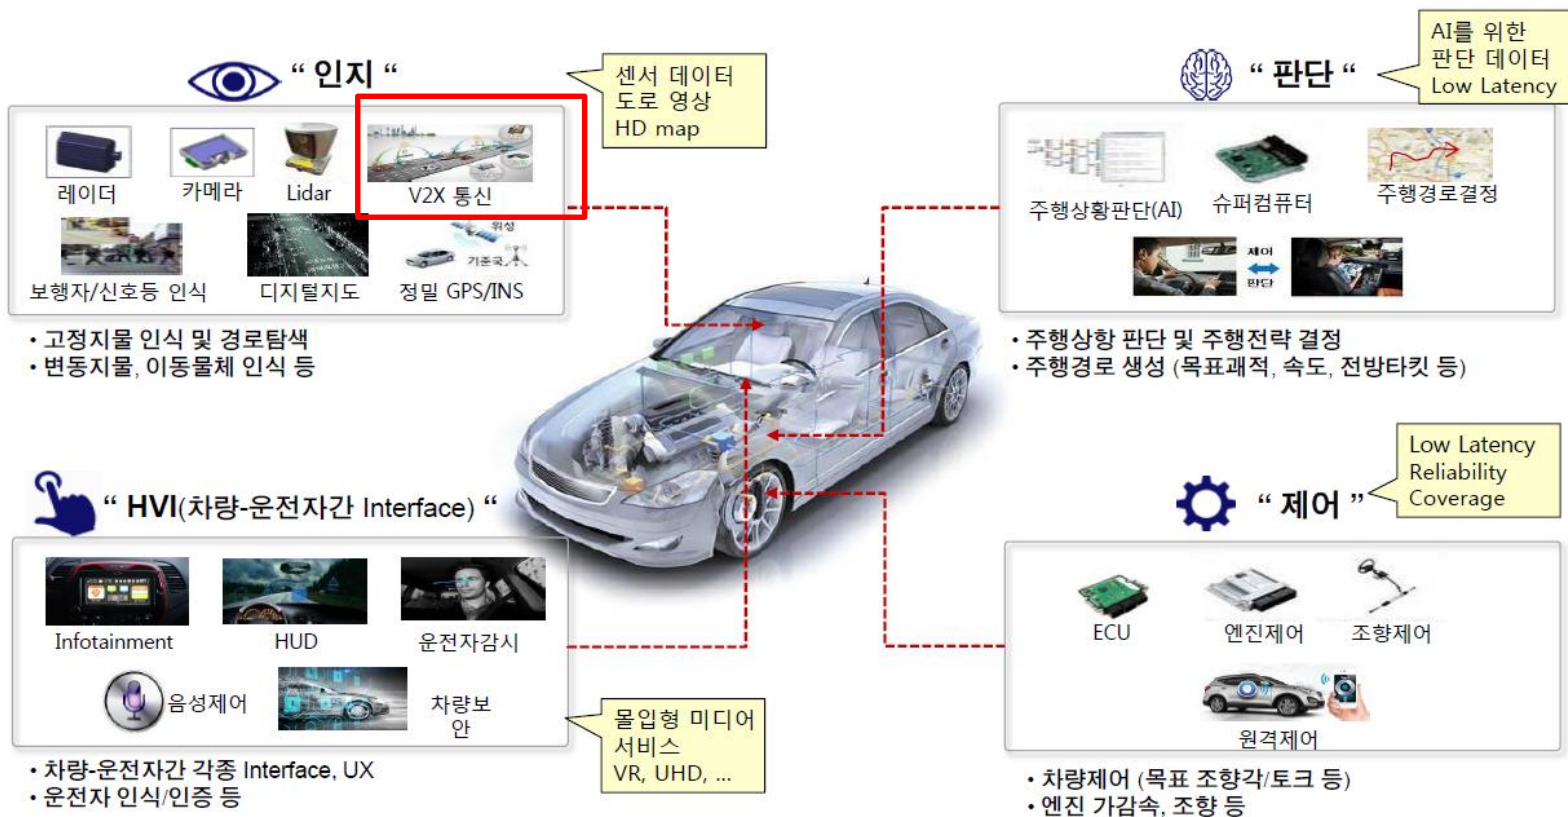 “ 인지 “
센서 데이터
도로 영상
HD map
레이더
카메라
Lidar
V2X 통신
보행자/신호등 인식
디지털지도
위성
기준국
정밀 GPS/INS
• 고정지물 인식 및 경로탐색
• 변동지물, 이동물체 인식 등
“ 판단 “
AI를 위한
판단 데이터
Low Latency
주행상황판단(AI)
슈퍼컴퓨터
주행경로결정
제어
판단
• 주행상항 판단 및 주행전략 결정
• 주행경로 생성 (목표괘적, 속도, 전방타킷 등)
“ HVI(차량-운전자간 Interface) “
Infotainment
HUD
운전자감시
음성제어
차량보
안
몰입형 미디어
서비스
VR, UHD, ...
• 차량-운전자간 각종 Interface, UX
• 운전자 인식/인증 등
“ 제어 ”
Low Latency
Reliability
Coverage
ECU
엔진제어
조향제어
원격제어
• 차량제어 (목표 조향각/토크 등)
• 엔진 가감속, 조향 등